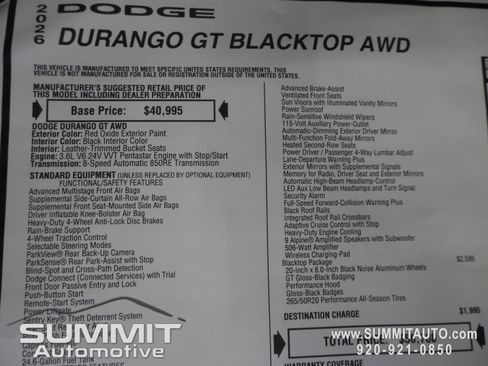 2026 DODGE
DURANGO GT BLACKTOP AWD
THIS VEHICLE IS MANUFACTURED TO MEET SPECIFIC UNITED STATES REQUIREMENTS. THIS
VEHICLE IS NOT MANUFACTURED FOR SALE OR REGISTRATION OUTSIDE OF THE UNITED STATES.
MANUFACTURER'S SUGGESTED RETAIL PRICE OF
THIS MODEL INCLUDING DEALER PREPARATION
Base Price: $40,995
DODGE DURANGO GT AWD
Exterior Color: Red Oxide Exterior Paint
Interior Color: Black Interior Color
Interior: Leather-Trimmed Bucket Seats
Engine: 3.6L V6 24V VVT Pentastar Engine with Stop/Start
Transmission: 8-Speed Automatic 850RE Transmission
STANDARD EQUIPMENT (UNLESS REPLACED BY OPTIONAL EQUIPMENT)
FUNCTIONAL/SAFETY FEATURES
Advanced Multistage Front Air Bags
Supplemental Side-Curtain All-Row Air Bags
Supplemental Front Seat-Mounted Side Air Bags
Driver Inflatable Knee-Bolster Air Bag
Heavy-Duty 4-Wheel Anti-Lock Disc Brakes
Rain-Brake Support
4-Wheel Traction Control
Selectable Steering Modes
ParkView® Rear Back-Up Camera
ParkSense® Rear Park-Assist with Stop
Blind-Spot and Cross-Path Detection
Dodge Connect (Connected Services) with Trial
Front Door Passive Entry and Lock
Push-Button Start
Remote-Start System
Power Liftgate
Sentry Key® Theft Deterrent System
24.6-Gallon Fuel Tank
Advanced Brake-Assist
Ventilated Front Seats
Sun Visors with Illuminated Vanity Mirrors
Power Sunroof
Rain-Sensitive Windshield Wipers
115-Volt Auxiliary Power-Outlet
Automatic-Dimming Exterior Driver Mirror
Multi-Function Fold-Away Mirrors
Heated Second-Row Seats
Power Driver / Passenger 4-Way Lumbar Adjust
Lane-Departure Warning Plus
Exterior Mirrors with Supplemental Signals
Memory for Radio, Driver Seat and Exterior Mirrors
Automatic High-Beam Headlamp-Control
LED Aux Low Beam Headlamps and Turn Signal
Security Alarm
Full-Speed Forward-Collision Warning Plus
Black Roof Rails
Integrated Roof Rail Crossbars
Adaptive Cruise Control with Stop
Heavy-Duty Engine Cooling
9 Alpine® Amplified Speakers with Subwoofer
506-Watt Amplifier
Wireless Charging-Pad
Blacktop Package $2,595
20-Inch x 8.0-Inch Black Noise Aluminum Wheels
GT Gloss-Black Badging
Performance Hood
Gloss-Black Badges
265/50R20 Performance All-Season Tires
DESTINATION CHARGE $1,995
TOTAL PRICE:
WARRANTY COVERAGE
SUMMIT
Automotive
WWW.SUMMITAUTO.COM
920-921-0850